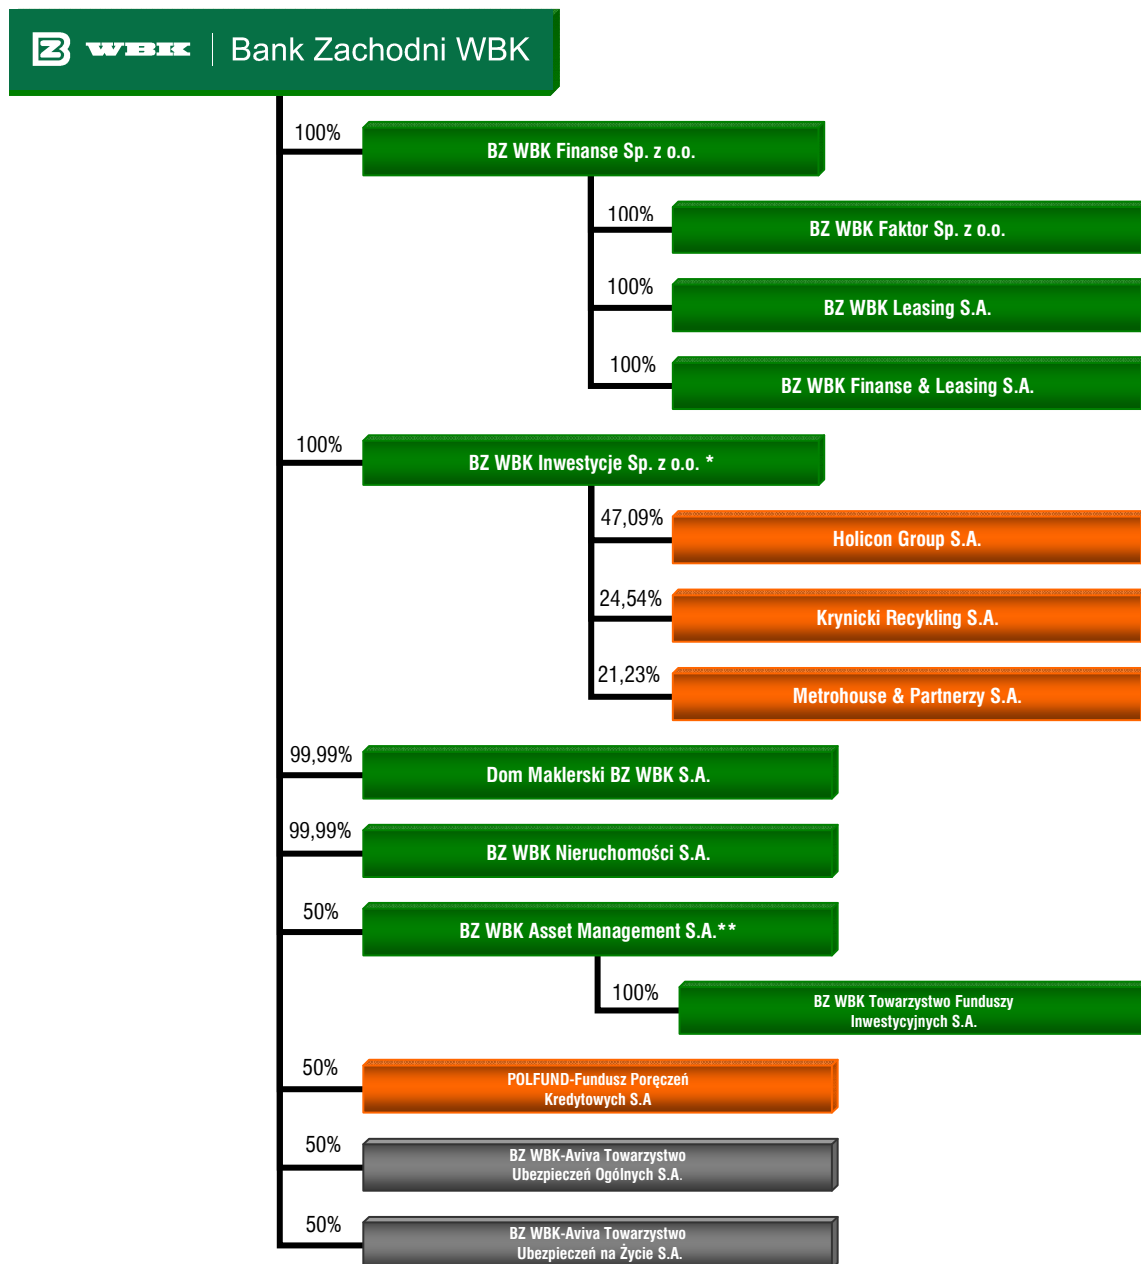 BZ WBK | Bank Zachodni WBK
100%
BZ WBK Finanse Sp. z o.o.
100%
BZ WBK Faktor Sp. z o.o.
100%
BZ WBK Leasing S.A.
100%
BZ WBK Finanse & Leasing S.A.
100%
BZ WBK Inwestycje Sp. z o.o. *
47,09%
Holicon Group S.A.
24,54%
Krynicki Recykling S.A.
21,23%
Metrohouse & Partnerzy S.A.
99,99%
Dom Maklerski BZ WBK S.A.
99,99%
BZ WBK Nieruchomości S.A.
50%
BZ WBK Asset Management S.A.**
100%
BZ WBK Towarzystwo Funduszy
Inwestycyjnych S.A.
50%
POLFUND-Fundusz Poręczeń
Kredytowych S.A
50%
BZ WBK-Aviva Towarzystwo
Ubezpieczeń Ogólnych S.A.
50%
BZ WBK-Aviva Towarzystwo
Ubezpieczeń na Życie S.A.